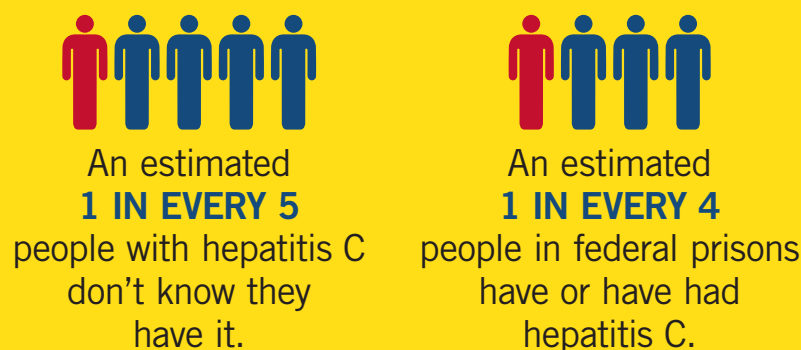 An estimated
1 IN EVERY 5
people with hepatitis C
don’t know they
have it.
An estimated
1 IN EVERY 4
people in federal prisons
have or have had
hepatitis C.